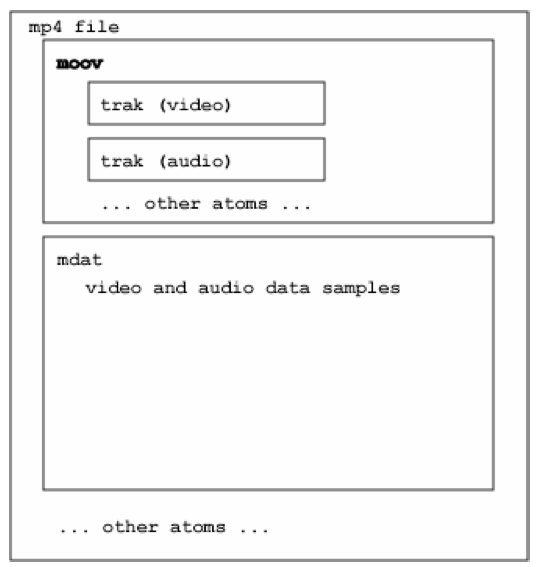 mp4 file
moov
trak (video)
trak (audio)
... other atoms ...
mdat
video and audio data samples
... other atoms ...